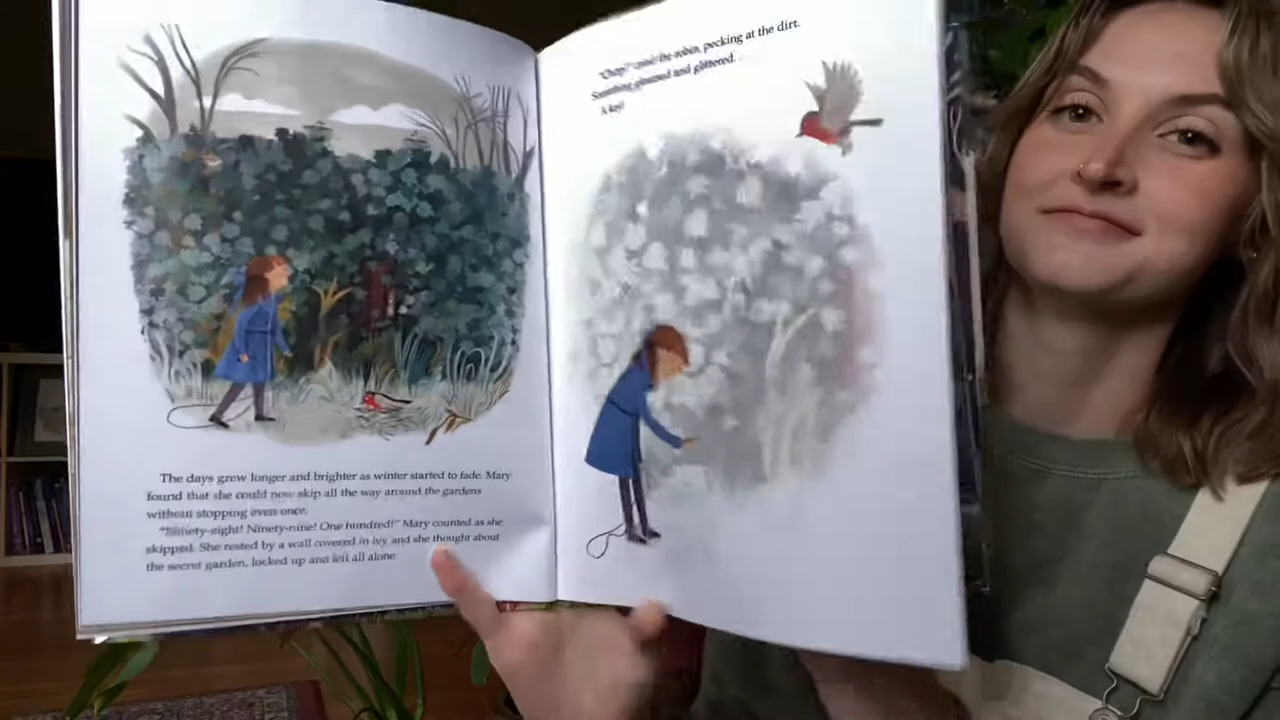 The days grew longer and brighter as winter started to fade. Mary
found that she could now skip all the way around the gardens
without stopping even once.
"Ninety-eight! Ninety-nine! One hundred!" Mary counted as she
skipped. She rested by a wall covered in ivy and she thought about
the secret garden, locked up and left all alone.
"Chirp!" cried the robin, pecking at the dirt.
Something gleamed and glittered. . .
A key!